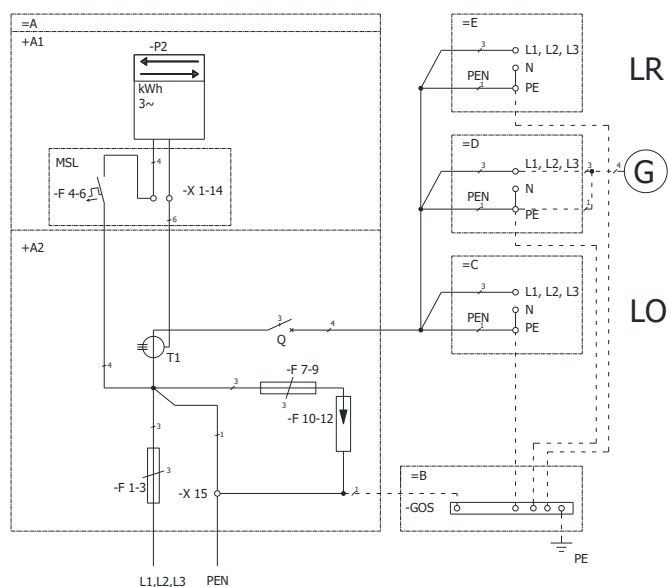 =A
+A1
-P2
kWh
3~
MSL
4
-F 4-6
-X 1-14
6
+A2
T1
3
Q
4
4
3
-F 7-9
3
-F 10-12
3
1
3
-F 1-3
-X 15
1
L1,L2,L3
PEN
=E
3
L1, L2, L3
N
PEN
1
PE
LR
=D
3
L1, L2, L3
3
4
G
N
PEN
1
PE
1
=C
3
L1, L2, L3
N
PEN
1
PE
LO
=B
-GOS
PE